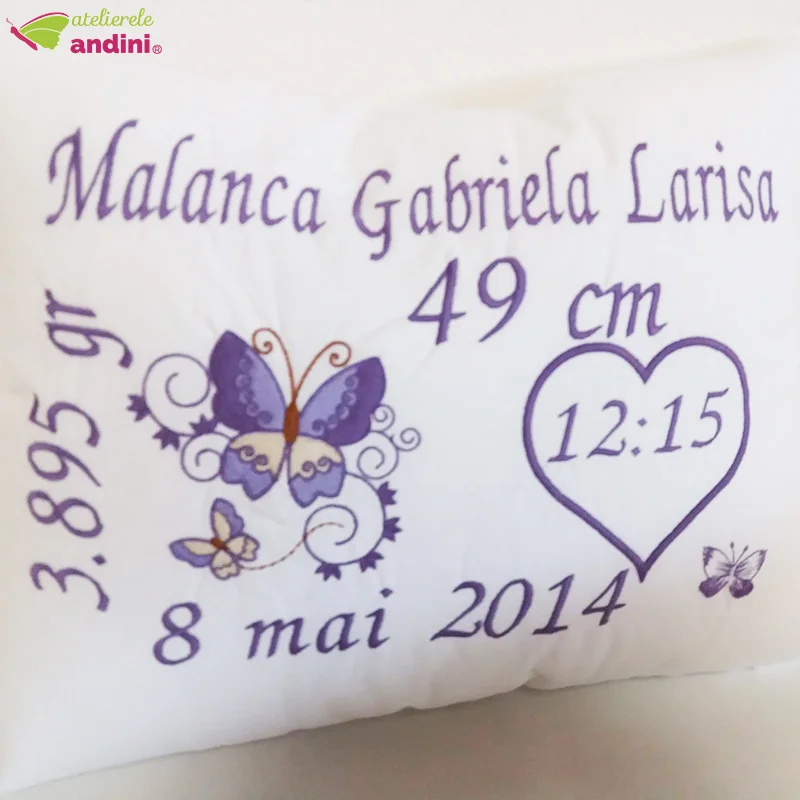 atelierele
andini®
Malanca Gabriela Larisa
49 cm
3.895 gr
12:15
8 mai 2014